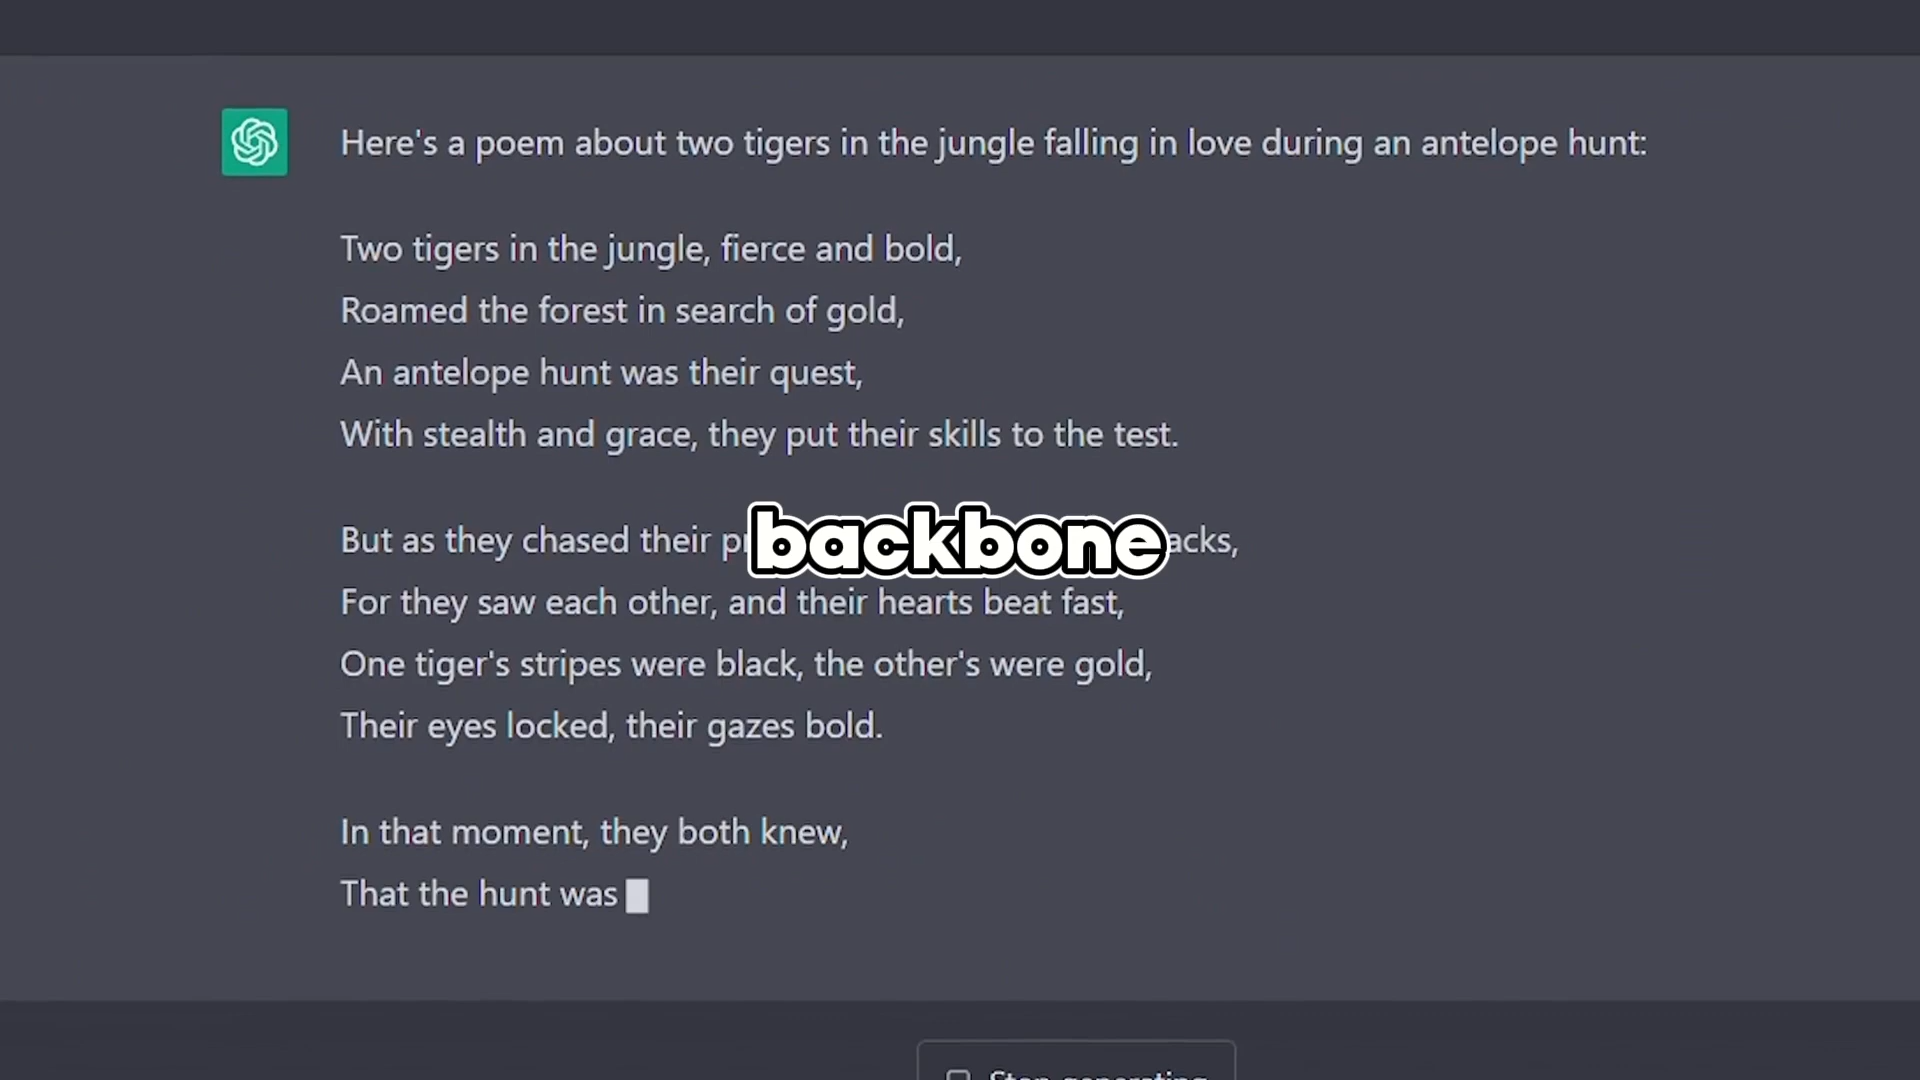 Here's a poem about two tigers in the jungle falling in love during an antelope hunt:
Two tigers in the jungle, fierce and bold,
Roamed the forest in search of gold,
An antelope hunt was their quest,
With stealth and grace, they put their skills to the test.
But as they chased their
backbone
For they saw each other, and their hearts beat fast,
One tiger's stripes were black, the other's were gold,
Their eyes locked, their gazes bold.
In that moment, they both knew,
That the hunt was
Stop generating